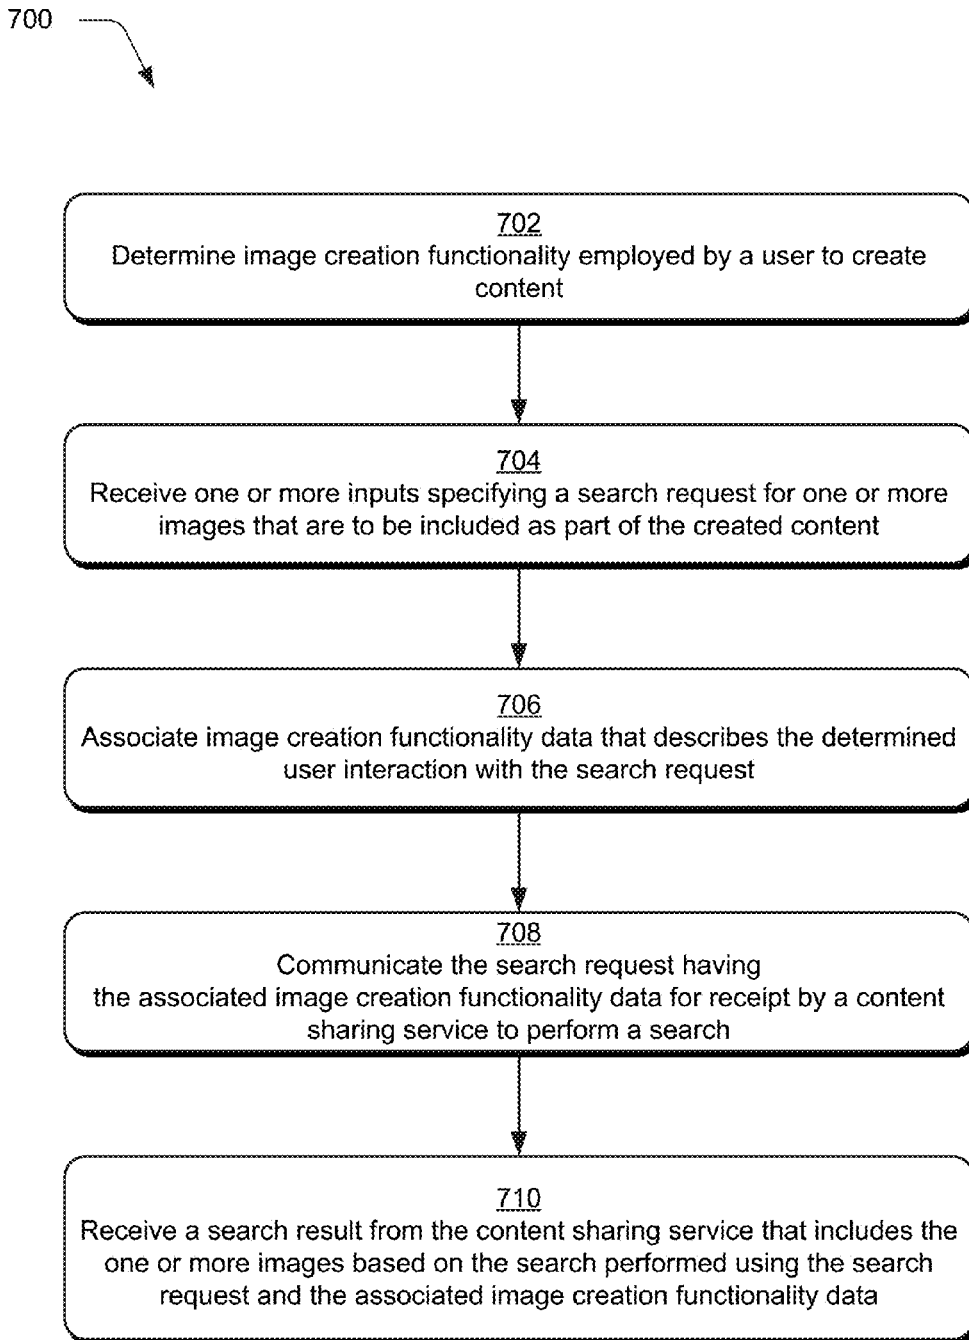 700
702
Determine image creation functionality employed by a user to create
content
704
Receive one or more inputs specifying a search request for one or more
images that are to be included as part of the created content
706
Associate image creation functionality data that describes the determined
user interaction with the search request
708
Communicate the search request having
the associated image creation functionality data for receipt by a content
sharing service to perform a search
710
Receive a search result from the content sharing service that includes the
one or more images based on the search performed using the search
request and the associated image creation functionality data